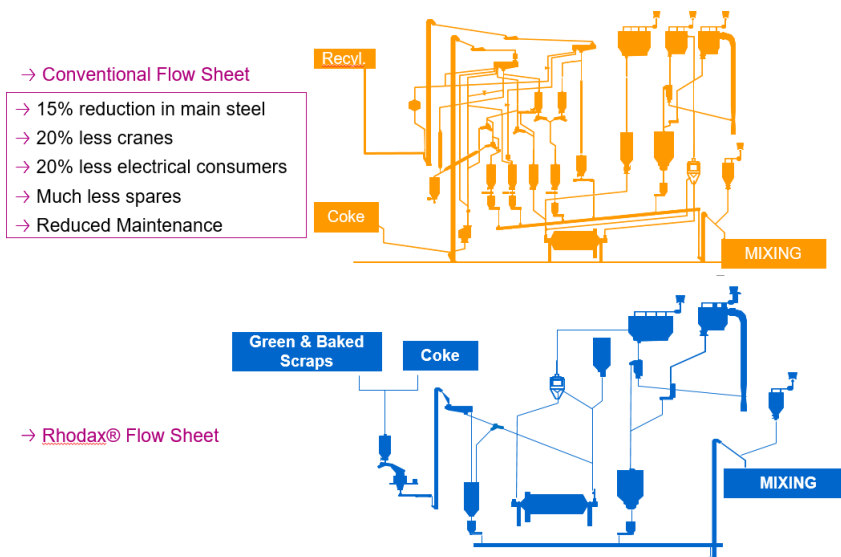 → Conventional Flow Sheet
→ 15% reduction in main steel
→ 20% less cranes
→ 20% less electrical consumers
→ Much less spares
→ Reduced Maintenance
Recyl.
Coke
MIXING
Green & Baked
Scraps
Coke
→ Rhodax® Flow Sheet
MIXING